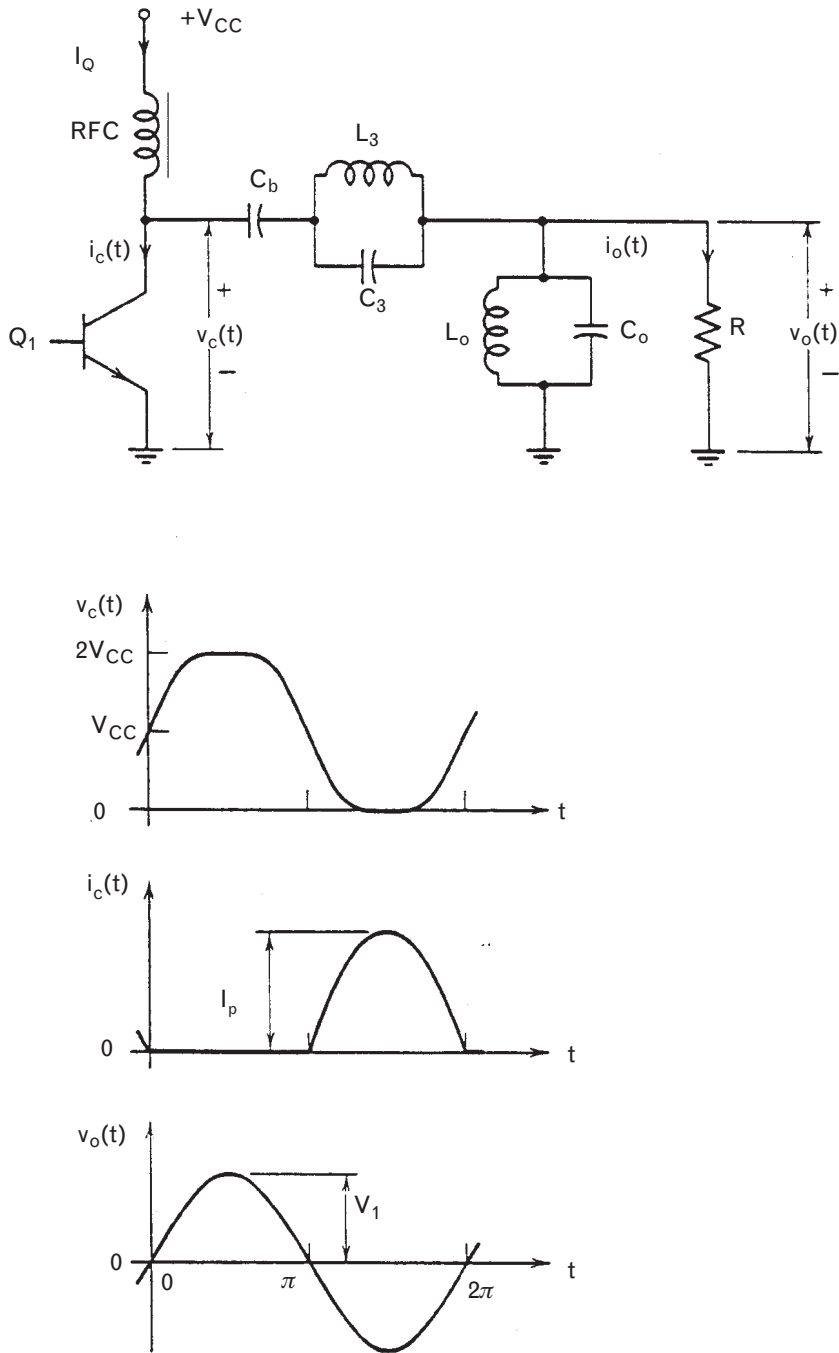 +V_CC
I_Q
RFC
L_3
C_b
i_c(t)
i_o(t)
C_3
+
+
Q_1
v_c(t)
L_o
C_o
R
v_o(t)
−
−
v_c(t)
2V_CC
V_CC
0
t
i_c(t)
I_p
0
t
v_o(t)
V_1
0
t
0
π
2π